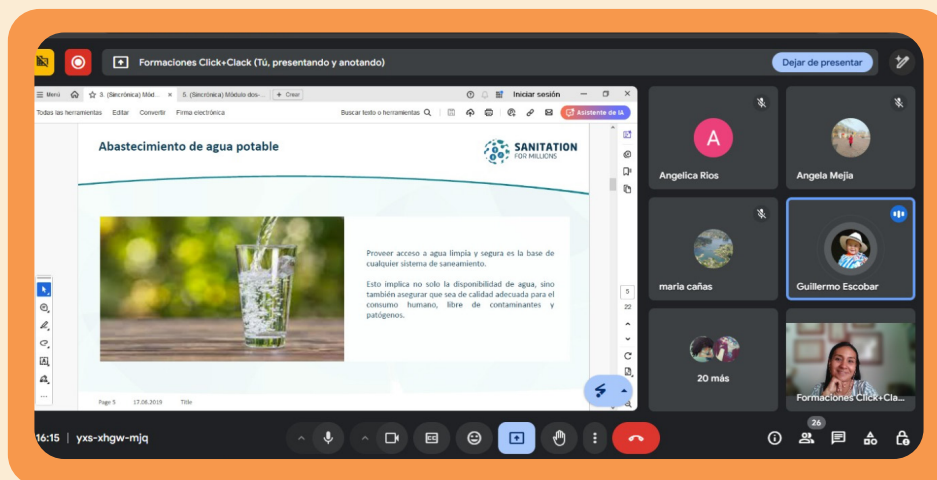 Formaciones Click+Clack (Tú, presentando y anotando)
Dejar de presentar
Menú
3. (Sincrónica) Mód...
5. (Sincrónica) Módulo dos-...
+ Crear
Iniciar sesión
Todas las herramientas
Editar
Convertir
Firma electrónica
Buscar texto o herramientas
Asistente de IA
Abastecimiento de agua potable
SANITATION
FOR MILLIONS
Proveer acceso a agua limpia y segura es la base de
cualquier sistema de saneamiento.
Esto implica no solo la disponibilidad de agua, sino
también asegurar que sea de calidad adecuada para el
consumo humano, libre de contaminantes y
patógenos.
5
22
Page 5
17.06.2019
Title
A
Angelica Rios
Angela Mejia
maria cañas
Guillermo Escobar
20 más
Formaciones Click+Cla...
16:15 | yxs-xhgw-mjq
26